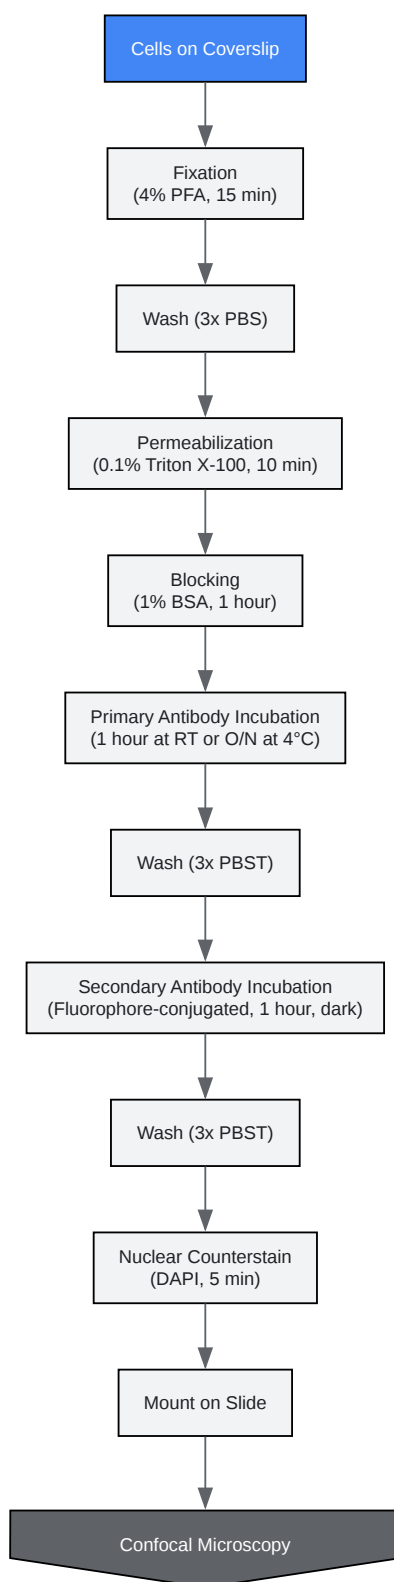 Cells on Coverslip
Fixation
(4% PFA, 15 min)
Wash (3x PBS)
Permeabilization
(0.1% Triton X-100, 10 min)
Blocking
(1% BSA, 1 hour)
Primary Antibody Incubation
(1 hour at RT or O/N at 4°C)
Wash (3x PBST)
Secondary Antibody Incubation
(Fluorophore-conjugated, 1 hour, dark)
Wash (3x PBST)
Nuclear Counterstain
(DAPI, 5 min)
Mount on Slide
Confocal Microscopy